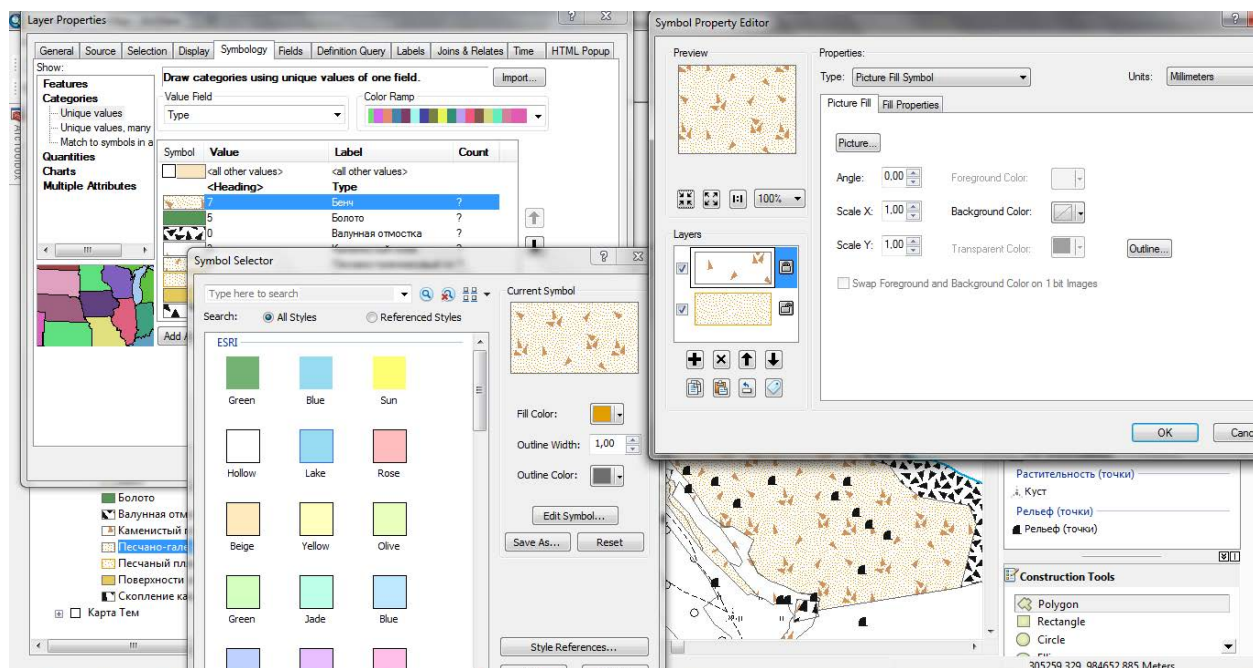 Layer Properties
General Source Selection Display Symbology Fields Definition Query Labels Joins & Relates Time HTML Popup
Show:
Features
Categories
Unique values
Unique values, many
Match to symbols in a
Quantities
Charts
Multiple Attributes
Draw categories using unique values of one field.
Import...
Value Field
Type
Color Ramp
Symbol Value Label Count
<all other values> <all other values>
<Heading> Type
7 Бенч ?
5 Болото ?
0 Валунная отмостка ?
Add
ArcToolbox
Symbol Selector
Type here to search
Search: All Styles Referenced Styles
ESRI
Green Blue Sun
Hollow Lake Rose
Beige Yellow Olive
Green Jade Blue
Current Symbol
Fill Color:
Outline Width: 1,00
Outline Color:
Edit Symbol...
Save As... Reset
Style References...
Symbol Property Editor
Preview
100%
Layers
Properties:
Type: Picture Fill Symbol Units: Millimeters
Picture Fill Fill Properties
Picture...
Angle: 0,00 Foreground Color:
Scale X: 1,00 Background Color:
Scale Y: 1,00 Transparent Color: Outline...
Swap Foreground and Background Color on 1 bit Images
OK Canc
Болото
Валунная отм
Каменистый
Песчано-гале
Песчаный пл
Поверхности
Скопление ка
Карта Тем
Растительность (точки)
Куст
Рельеф (точки)
Рельеф (точки)
Construction Tools
Polygon
Rectangle
Circle
305259,329 984652,885 Meters